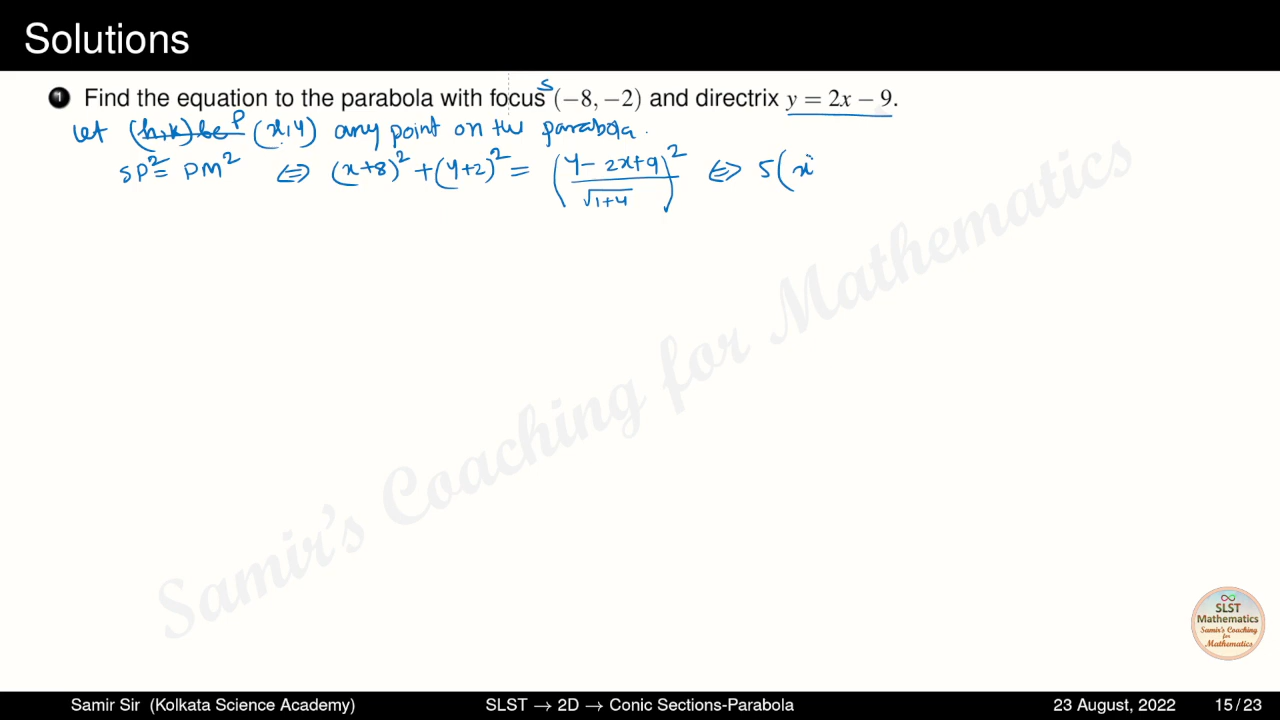 Solutions
1 Find the equation to the parabola with focus S (−8, −2) and directrix y = 2x − 9.
Let (h,k) be P (x,y) any point on the parabola.
SP² = PM² ⇔ (x+8)² + (y+2)² = ((y − 2x+9)/√(1+4))² ⇔ 5(x
Samir's Coaching for Mathematics
SLST
Mathematics
Samir's Coaching
for
Mathematics
Samir Sir (Kolkata Science Academy) SLST → 2D → Conic Sections-Parabola 23 August, 2022 15 / 23